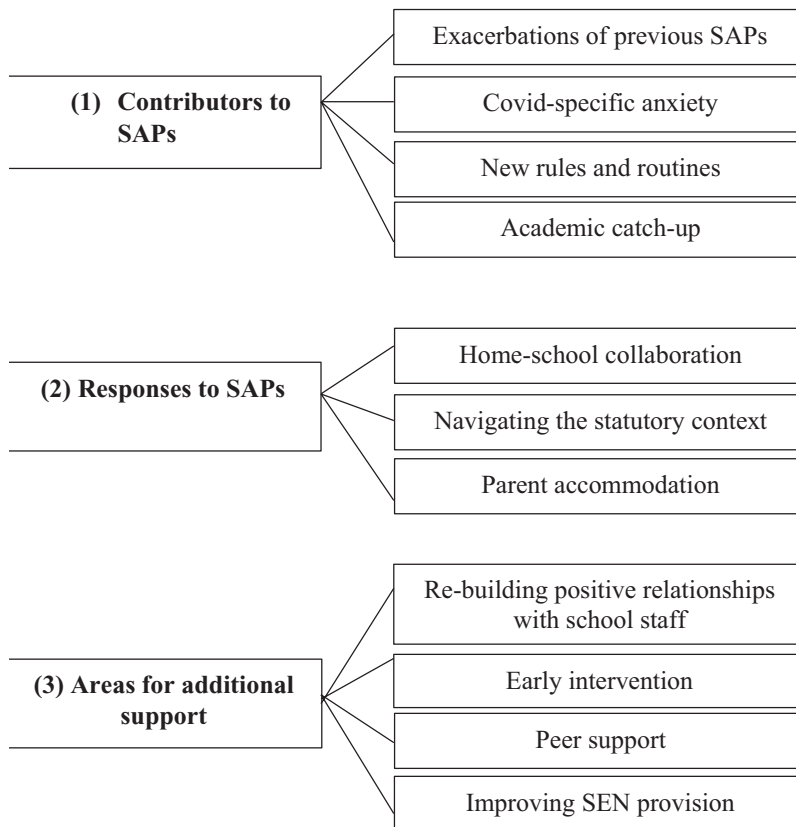 (1) Contributors to
SAPs
Exacerbations of previous SAPs
Covid-specific anxiety
New rules and routines
Academic catch-up
(2) Responses to SAPs
Home-school collaboration
Navigating the statutory context
Parent accommodation
(3) Areas for additional
support
Re-building positive relationships
with school staff
Early intervention
Peer support
Improving SEN provision